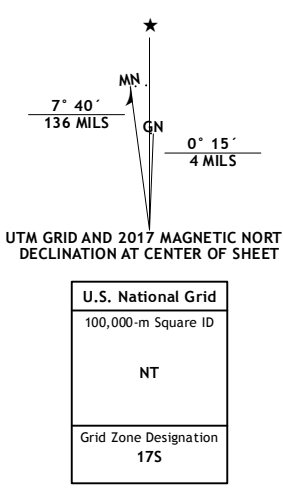 MN
7° 40´
136 MILS
GN
0° 15´
4 MILS
UTM GRID AND 2017 MAGNETIC NORT
DECLINATION AT CENTER OF SHEET
U.S. National Grid
100,000-m Square ID
NT
Grid Zone Designation
17S